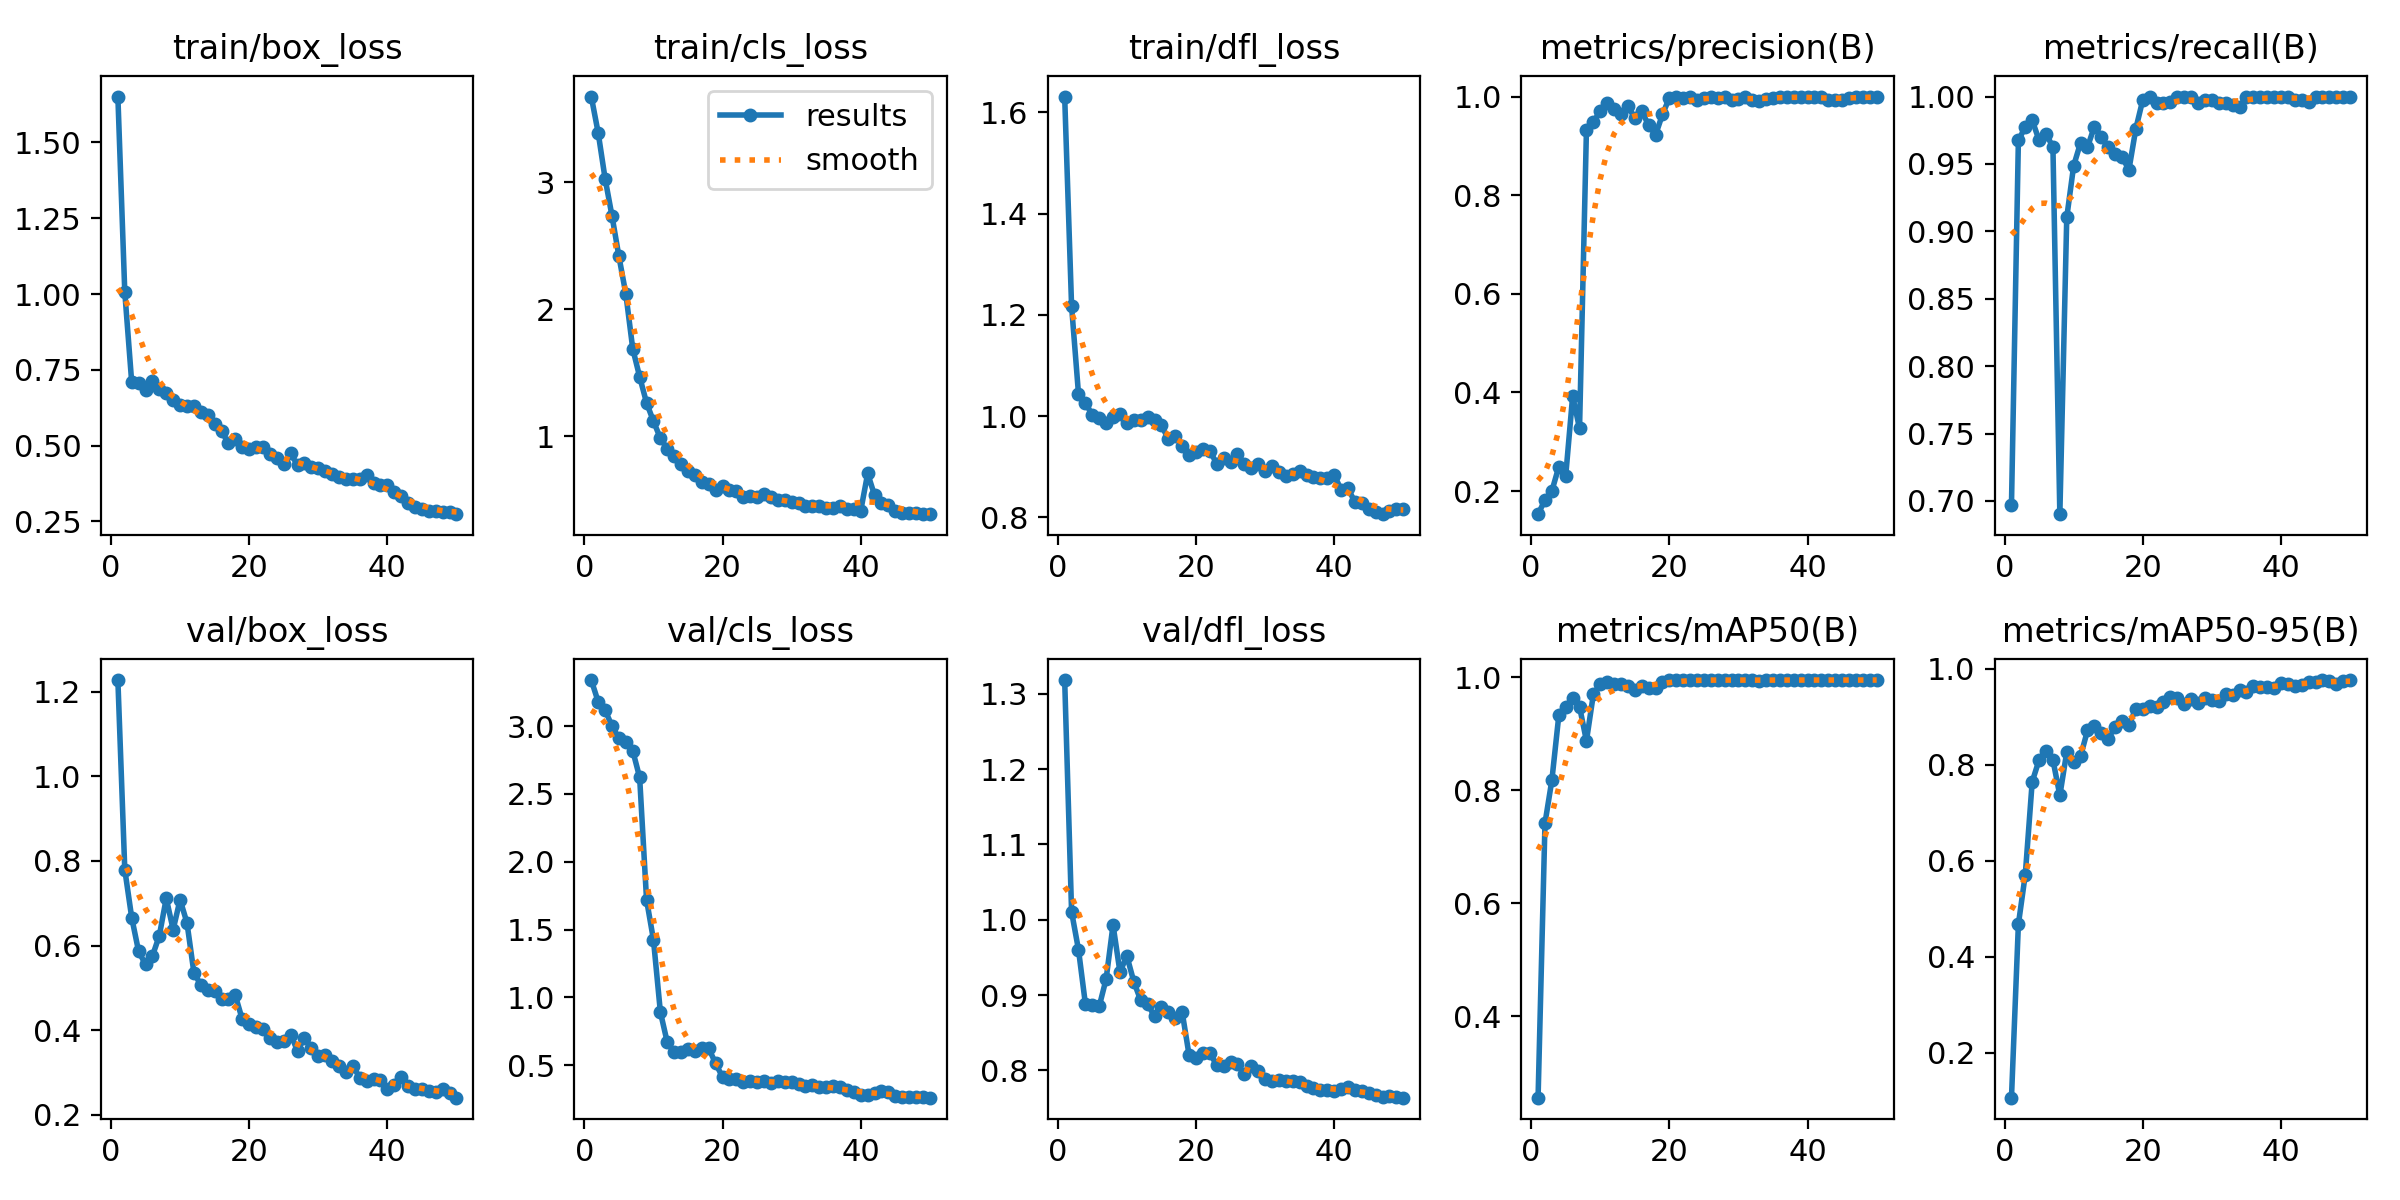 train/box_loss
1.50
1.25
1.00
0.75
0.50
0.25
0 20 40
train/cls_loss
results
smooth
3
2
1
0 20 40
train/dfl_loss
1.6
1.4
1.2
1.0
0.8
0 20 40
metrics/precision(B)
1.0
0.8
0.6
0.4
0.2
0 20 40
metrics/recall(B)
1.00
0.95
0.90
0.85
0.80
0.75
0.70
0 20 40
val/box_loss
1.2
1.0
0.8
0.6
0.4
0.2
0 20 40
val/cls_loss
3.0
2.5
2.0
1.5
1.0
0.5
0 20 40
val/dfl_loss
1.3
1.2
1.1
1.0
0.9
0.8
0 20 40
metrics/mAP50(B)
1.0
0.8
0.6
0.4
0 20 40
metrics/mAP50-95(B)
1.0
0.8
0.6
0.4
0.2
0 20 40